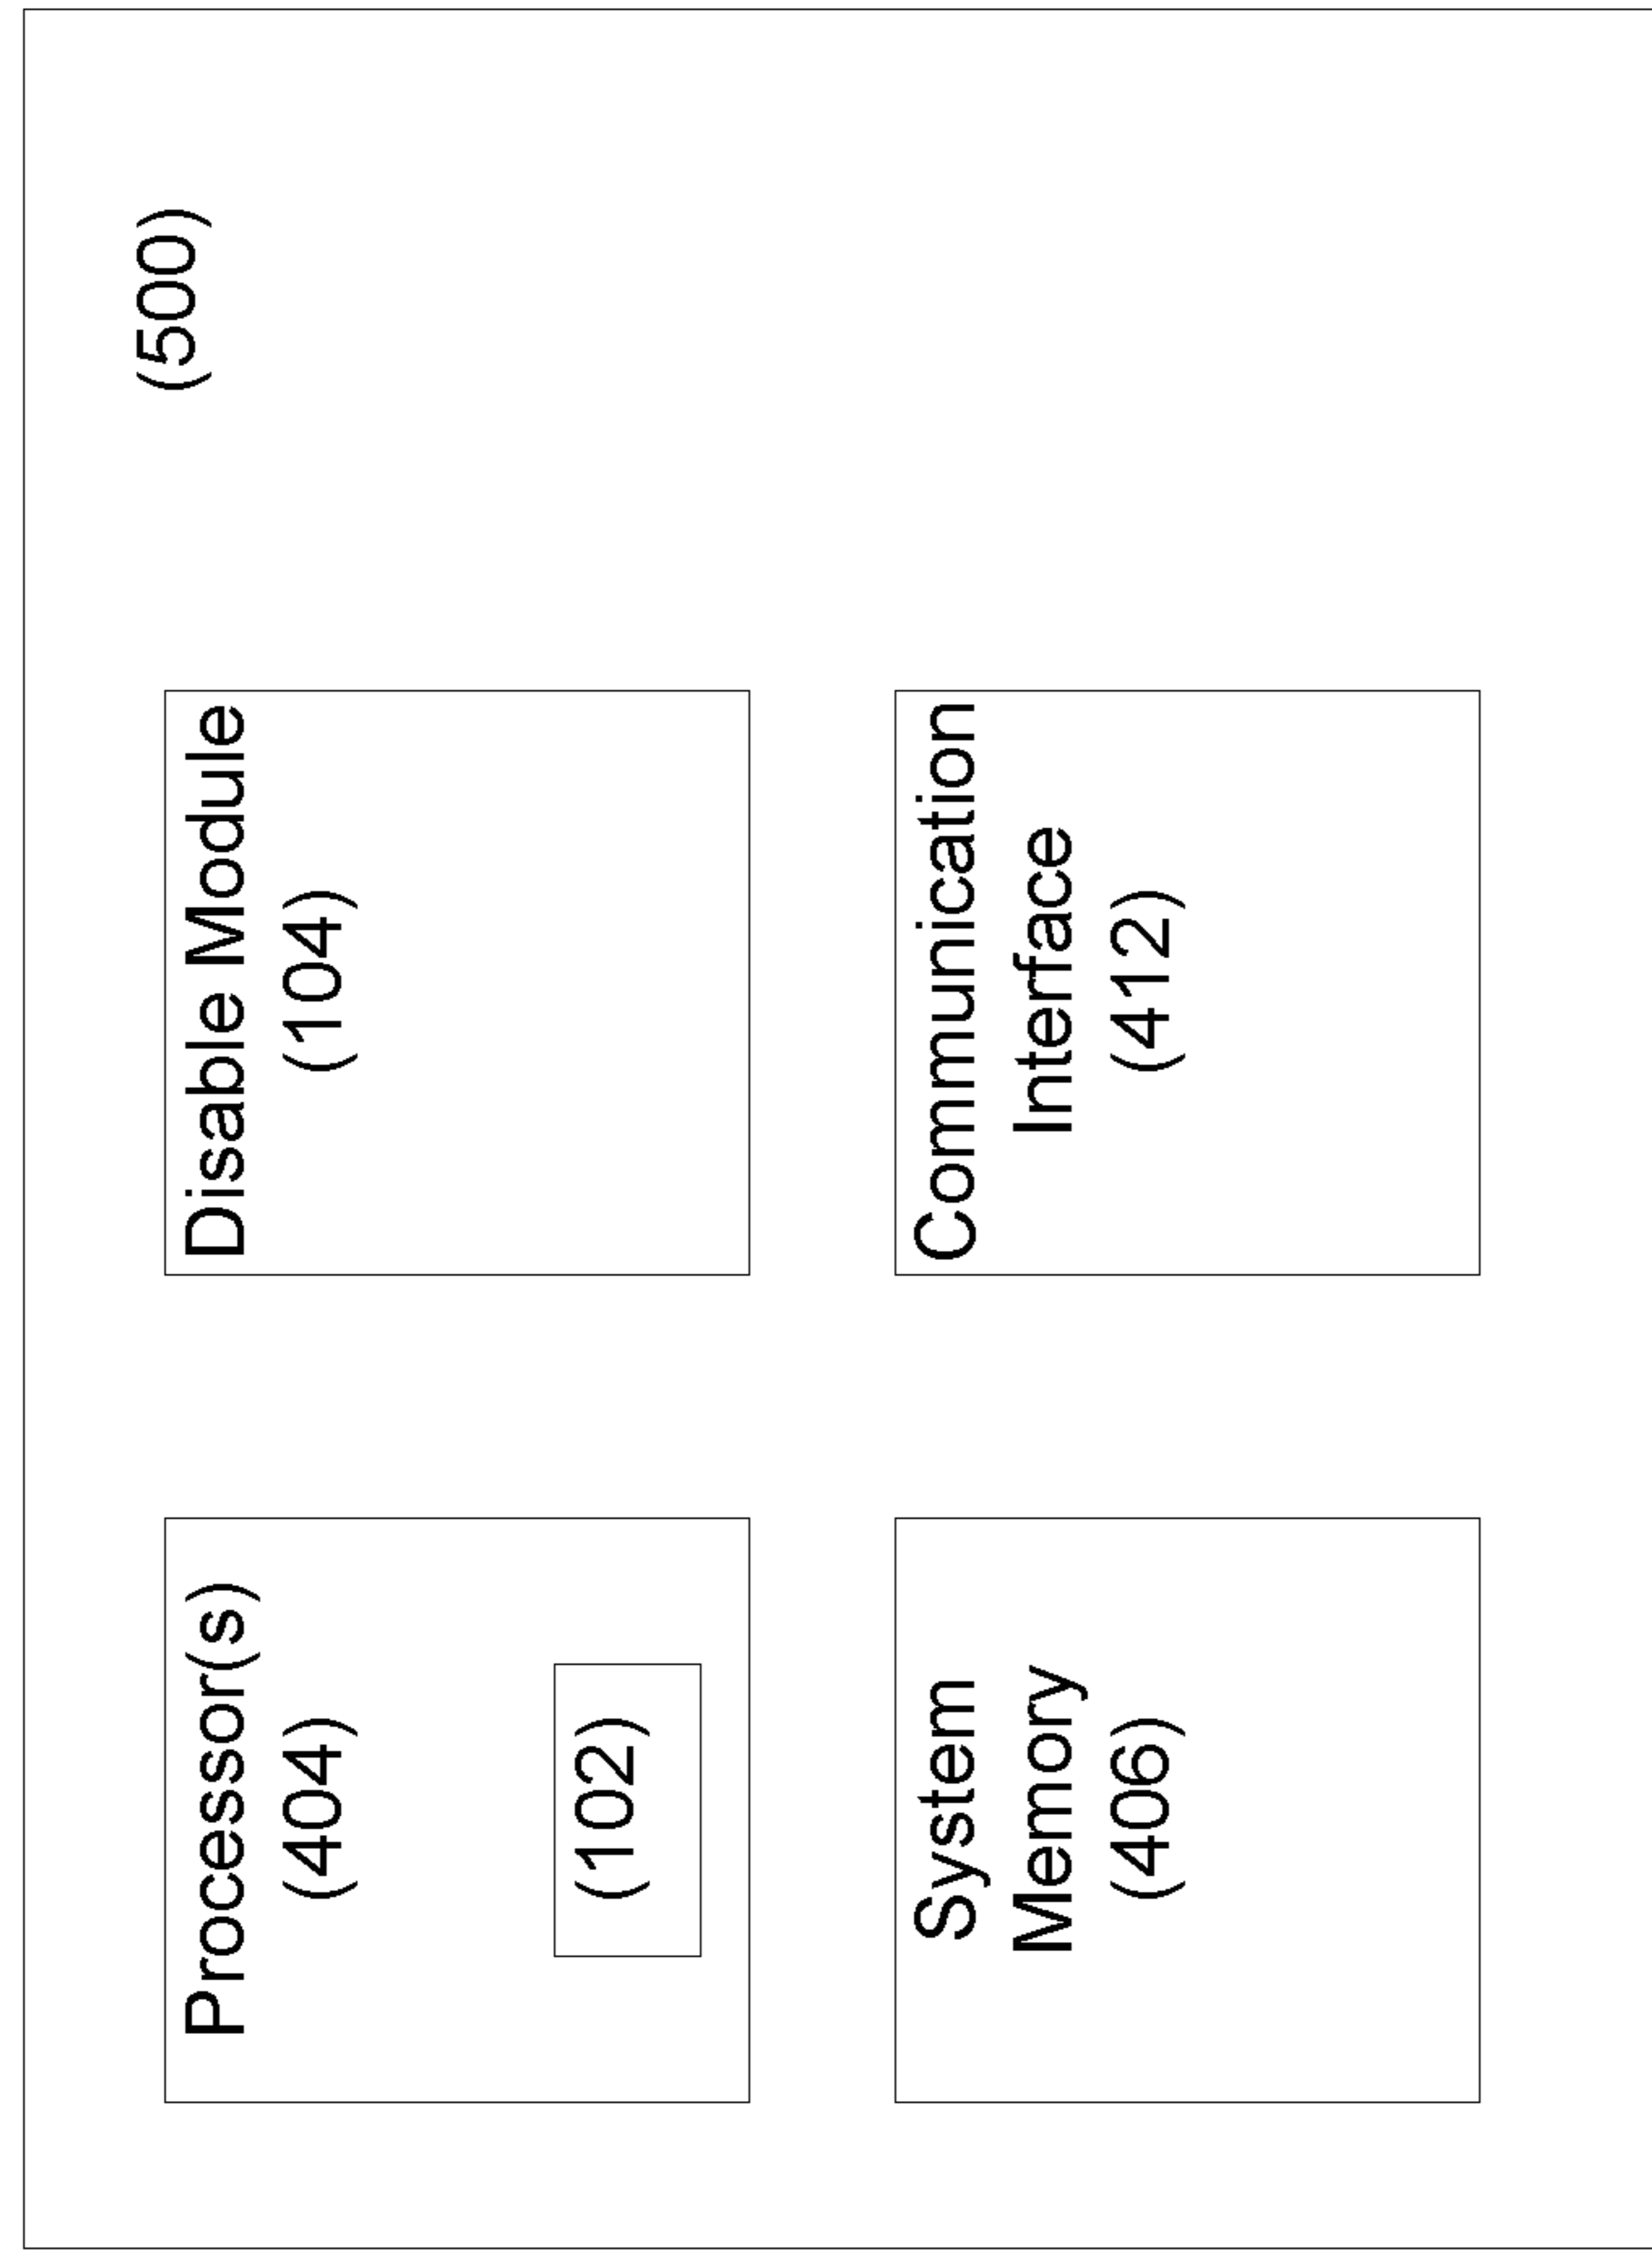 (500)
Processor(s)
(404)
(102)
Disable Module
(104)
System
Memory
(406)
Communication
Interface
(412)